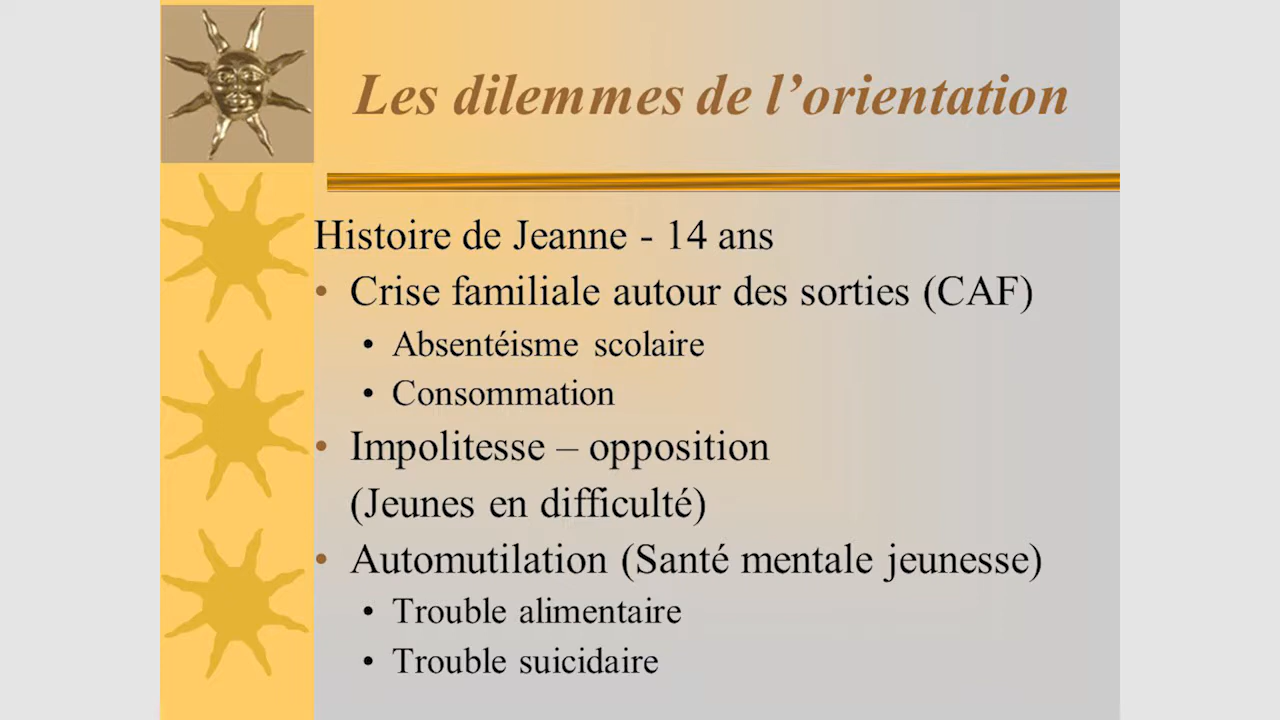 Les dilemmes de l’orientation
Histoire de Jeanne - 14 ans
• Crise familiale autour des sorties (CAF)
• Absentéisme scolaire
• Consommation
• Impolitesse – opposition
(Jeunes en difficulté)
• Automutilation (Santé mentale jeunesse)
• Trouble alimentaire
• Trouble suicidaire